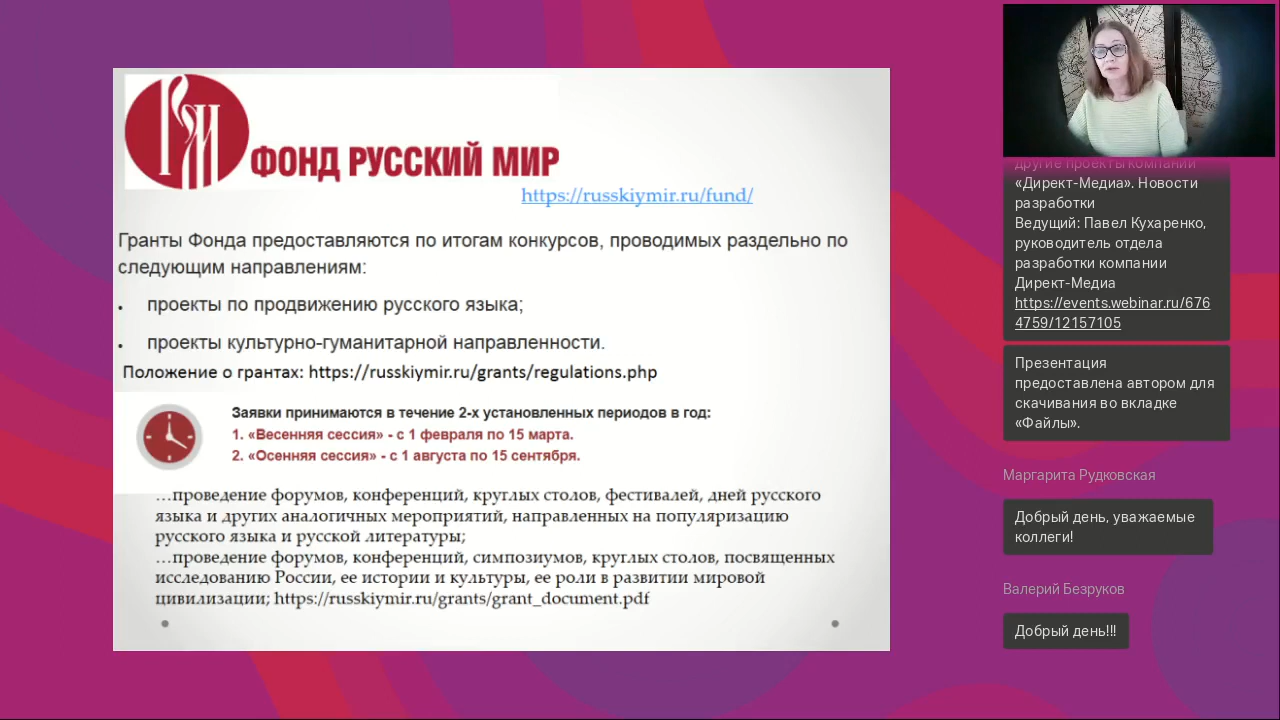 ФОНД РУССКИЙ МИР
https://russkiymir.ru/fund/
Гранты Фонда предоставляются по итогам конкурсов, проводимых раздельно по
следующим направлениям:
• проекты по продвижению русского языка;
• проекты культурно-гуманитарной направленности.
Положение о грантах: https://russkiymir.ru/grants/regulations.php
Заявки принимаются в течение 2-х установленных периодов в год:
1. «Весенняя сессия» - с 1 февраля по 15 марта.
2. «Осенняя сессия» - с 1 августа по 15 сентября.
…проведение форумов, конференций, круглых столов, фестивалей, дней русского
языка и других аналогичных мероприятий, направленных на популяризацию
русского языка и русской литературы;
…проведение форумов, конференций, симпозиумов, круглых столов, посвященных
исследованию России, ее истории и культуры, ее роли в развитии мировой
цивилизации; https://russkiymir.ru/grants/grant_document.pdf
другие проекты компании
«Директ-Медиа». Новости
разработки
Ведущий: Павел Кухаренко,
руководитель отдела
разработки компании
Директ-Медиа
https://events.webinar.ru/676
4759/12157105
Презентация
предоставлена автором для
скачивания во вкладке
«Файлы».
Маргарита Рудковская
Добрый день, уважаемые
коллеги!
Валерий Безруков
Добрый день!!!